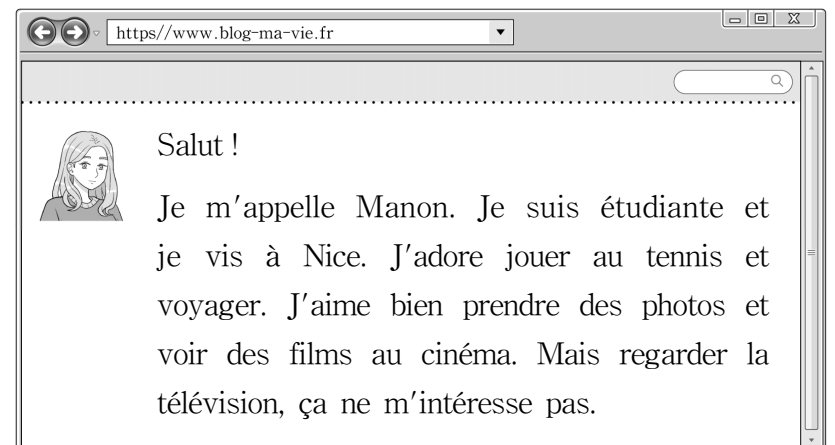 https//www.blog-ma-vie.fr
Salut !
Je m'appelle Manon. Je suis étudiante et
je vis à Nice. J'adore jouer au tennis et
voyager. J'aime bien prendre des photos et
voir des films au cinéma. Mais regarder la
télévision, ça ne m'intéresse pas.